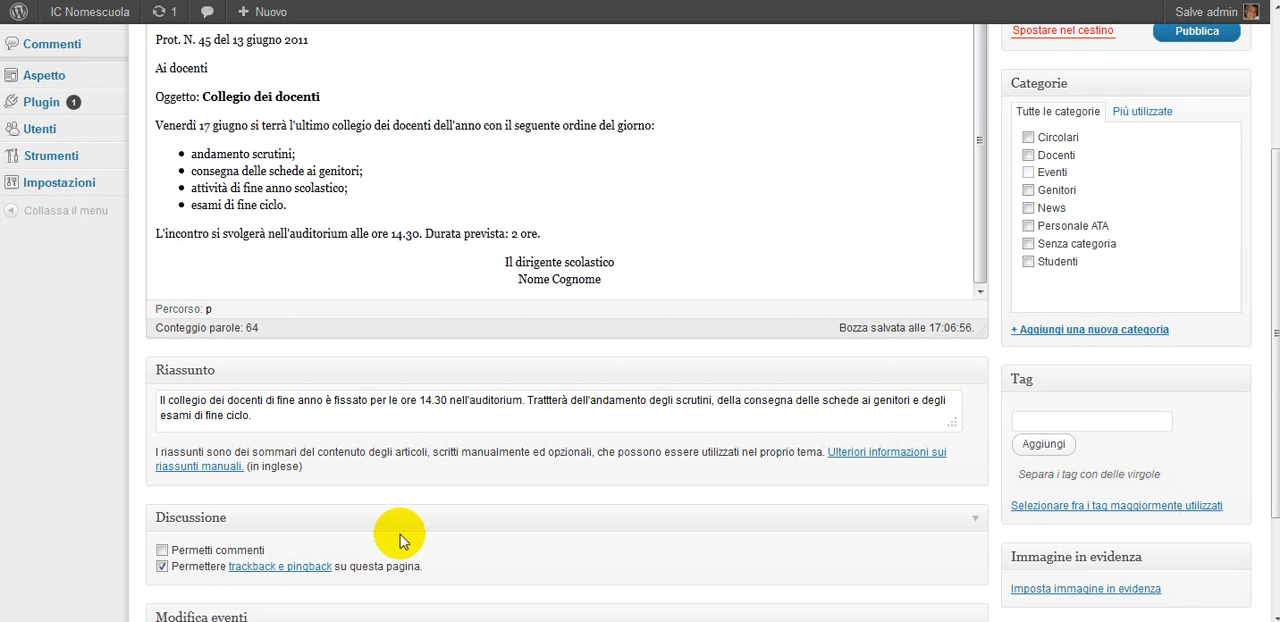 IC Nomescuola 1 Nuovo Salve admin
Commenti
Aspetto
Plugin 1
Utenti
Strumenti
Impostazioni
Collassa il menu
Prot. N. 45 del 13 giugno 2011
Ai docenti
Oggetto: Collegio dei docenti
Venerdì 17 giugno si terrà l'ultimo collegio dei docenti dell'anno con il seguente ordine del giorno:
andamento scrutini;
consegna delle schede ai genitori;
attività di fine anno scolastico;
esami di fine ciclo.
L'incontro si svolgerà nell'auditorium alle ore 14.30. Durata prevista: 2 ore.
Il dirigente scolastico
Nome Cognome
Percorso: p
Conteggio parole: 64 Bozza salvata alle 17:06:56.
Riassunto
Il collegio dei docenti di fine anno è fissato per le ore 14.30 nell'auditorium. Trattterà dell'andamento degli scrutini, della consegna delle schede ai genitori e degli
esami di fine ciclo.
I riassunti sono dei sommari del contenuto degli articoli, scritti manualmente ed opzionali, che possono essere utilizzati nel proprio tema. Ulteriori informazioni sui
riassunti manuali. (in inglese)
Discussione
Permetti commenti
Permettere trackback e pingback su questa pagina.
Modifica eventi
Spostare nel cestino Pubblica
Categorie
Tutte le categorie Più utilizzate
Circolari
Docenti
Eventi
Genitori
News
Personale ATA
Senza categoria
Studenti
+ Aggiungi una nuova categoria
Tag
Aggiungi
Separa i tag con delle virgole
Selezionare fra i tag maggiormente utilizzati
Immagine in evidenza
Imposta immagine in evidenza